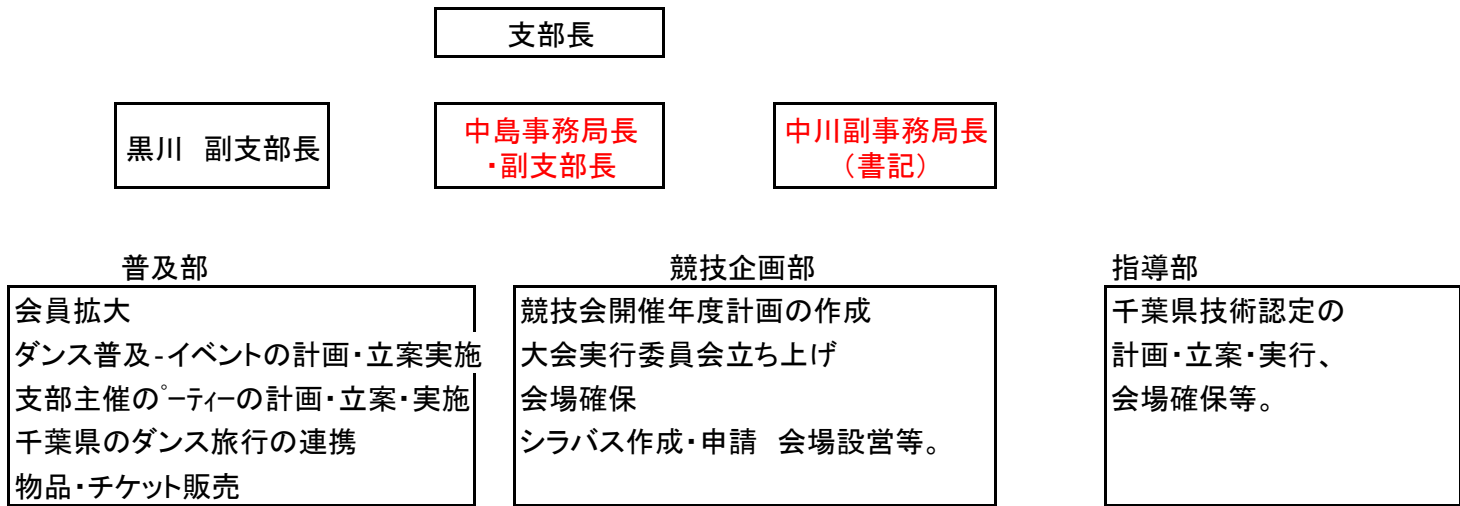 支部長
黒川　副支部長
中島事務局長
・副支部長
中川副事務局長
（書記）
普及部
会員拡大
ダンス普及-イベントの計画・立案実施
支部主催のﾟｰﾃｨｰの計画・立案・実施
千葉県のダンス旅行の連携
物品・チケット販売
競技企画部
競技会開催年度計画の作成
大会実行委員会立ち上げ
会場確保
シラバス作成・申請　会場設営等。
指導部
千葉県技術認定の
計画・立案・実行、
会場確保等。